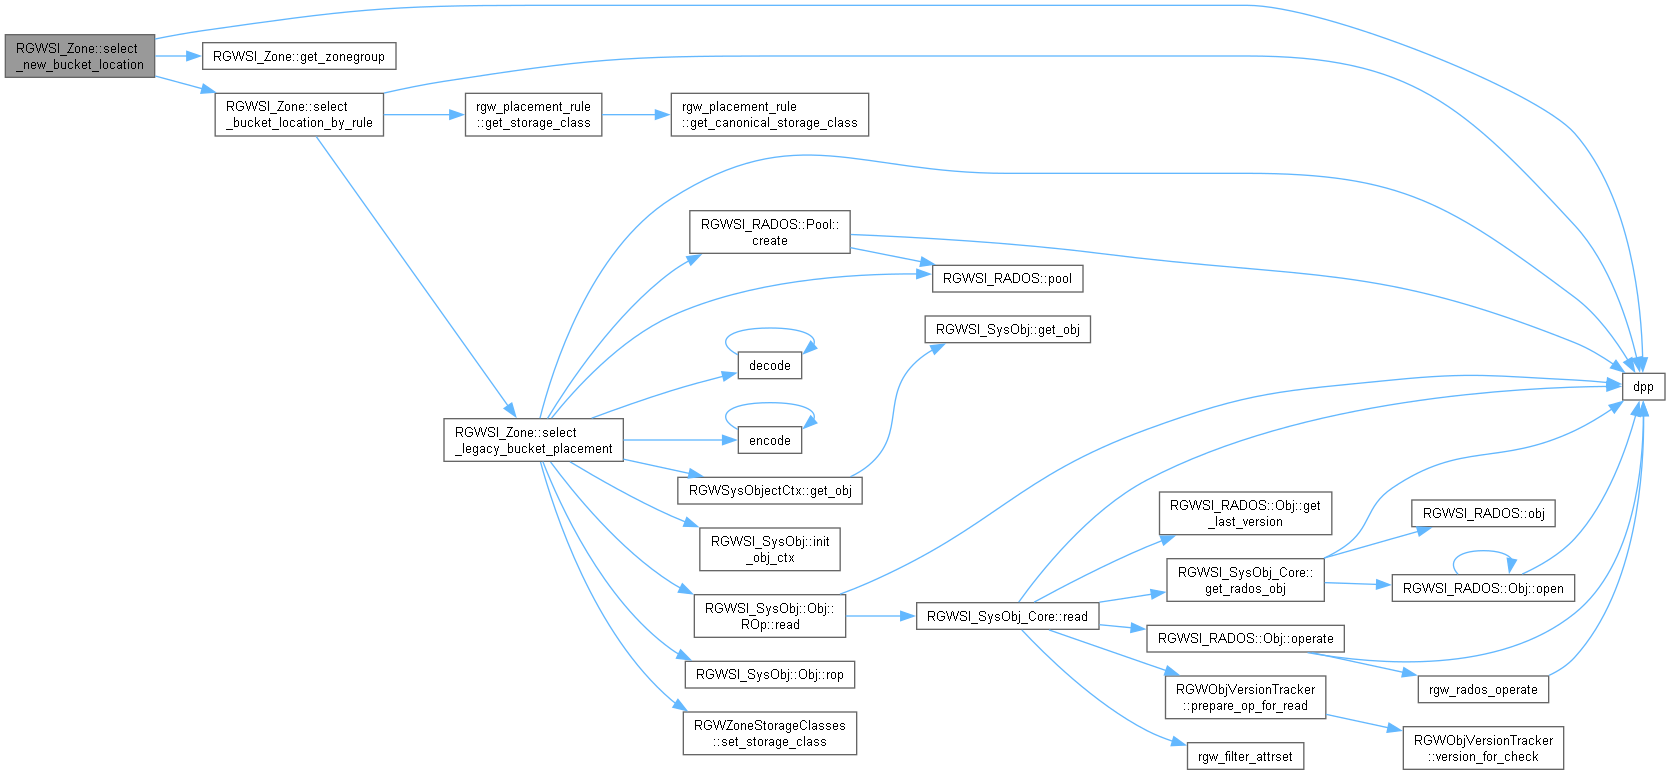 RGWSI_Zone::select
_new_bucket_location
RGWSI_Zone::get_zonegroup
RGWSI_Zone::select
_bucket_location_by_rule
rgw_placement_rule
::get_storage_class
rgw_placement_rule
::get_canonical_storage_class
RGWSI_RADOS::Pool::
create
RGWSI_RADOS::pool
RGWSI_SysObj::get_obj
decode
dpp
RGWSI_Zone::select
_legacy_bucket_placement
encode
RGWSysObjectCtx::get_obj
RGWSI_RADOS::Obj::get
_last_version
RGWSI_RADOS::obj
RGWSI_SysObj::init
_obj_ctx
RGWSI_SysObj_Core::
get_rados_obj
RGWSI_RADOS::Obj::open
RGWSI_SysObj::Obj::
ROp::read
RGWSI_SysObj_Core::read
RGWSI_RADOS::Obj::operate
RGWSI_SysObj::Obj::rop
RGWObjVersionTracker
::prepare_op_for_read
rgw_rados_operate
RGWZoneStorageClasses
::set_storage_class
rgw_filter_attrset
RGWObjVersionTracker
::version_for_check